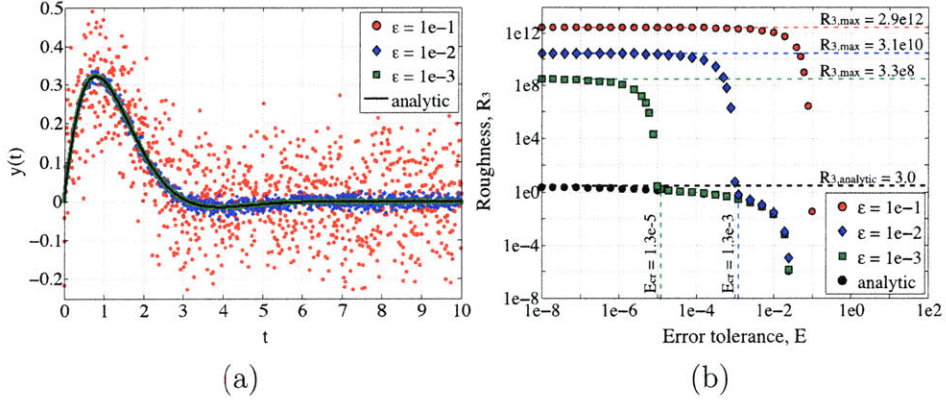 0.5
0.4
0.3
0.2
0.1
0
−0.1
−0.2
y(t)
0 1 2 3 4 5 6 7 8 9 10
t
ε = 1e−1
ε = 1e−2
ε = 1e−3
analytic
(a)
1e12
1e8
1e4
1e0
1e−4
1e−8
Roughness, R₃
1e−8 1e−6 1e−4 1e−2 1e0 1e2
Error tolerance, E
R₃,max = 2.9e12
R₃,max = 3.1e10
R₃,max = 3.3e8
R₃,analytic = 3.0
Ecr = 1.3e−5
Ecr = 1.3e−3
ε = 1e−1
ε = 1e−2
ε = 1e−3
analytic
(b)